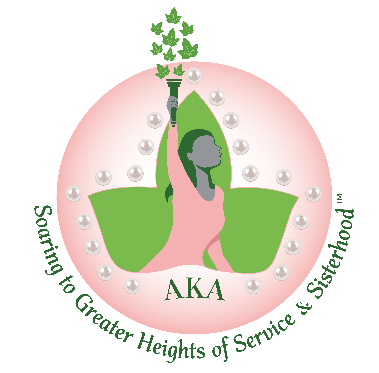 AKA
Soaring to Greater Heights of Service & Sisterhood™